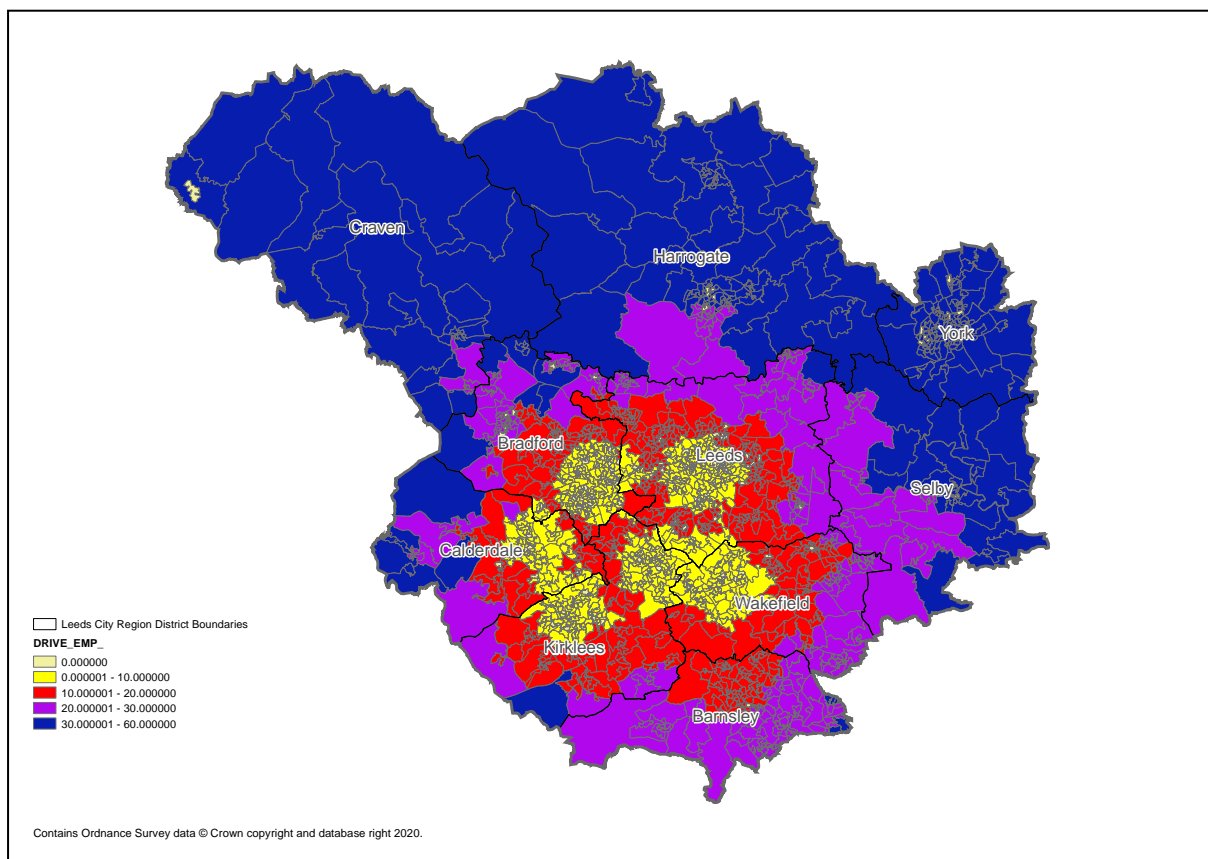 Craven
Harrogate
York
Bradford
Leeds
Selby
Calderdale
Wakefield
Kirklees
Barnsley
Leeds City Region District Boundaries
DRIVE_EMP_
0.000000
0.000001 - 10.000000
10.000001 - 20.000000
20.000001 - 30.000000
30.000001 - 60.000000
Contains Ordnance Survey data © Crown copyright and database right 2020.